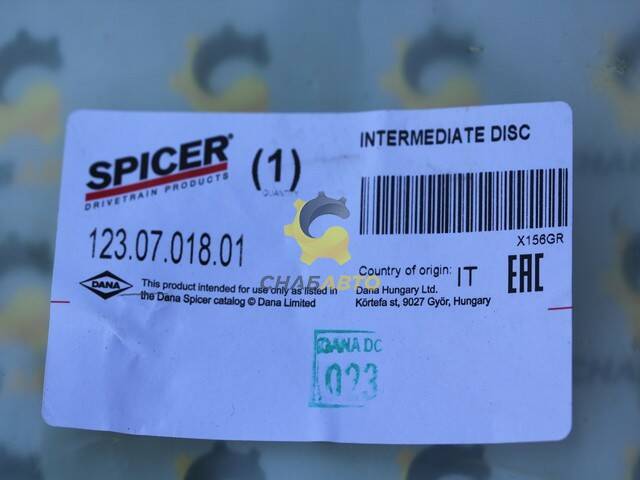 SPICER®
DRIVETRAIN PRODUCTS
(1)
QUANTITY
INTERMEDIATE DISC
123.07.018.01
X156GR
DANA
This product intended for use only as listed in
the Dana Spicer catalog © Dana Limited
Country of origin: IT
Dana Hungary Ltd.
Körtefa st, 9027 Győr, Hungary
EAC
СНАБАВТО
DANA DC
023